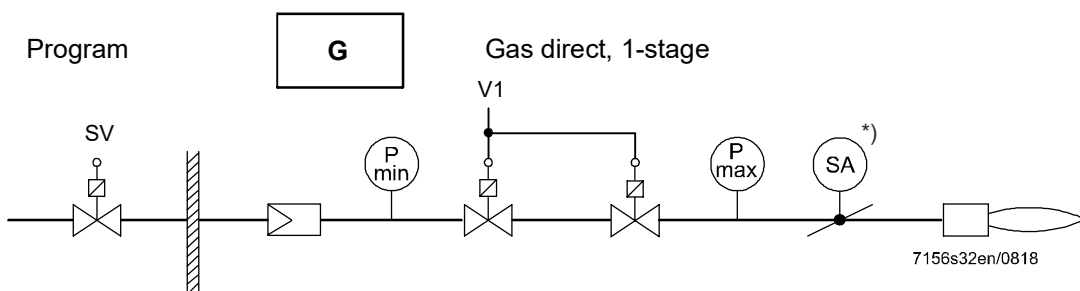 Program G Gas direct, 1-stage
V1
SV
*)
P
min
P
max
SA
7156s32en/0818